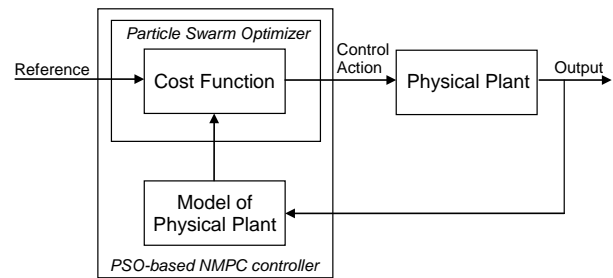 Particle Swarm Optimizer
Reference
Cost Function
Control
Action
Physical Plant
Output
Model of
Physical Plant
PSO-based NMPC controller